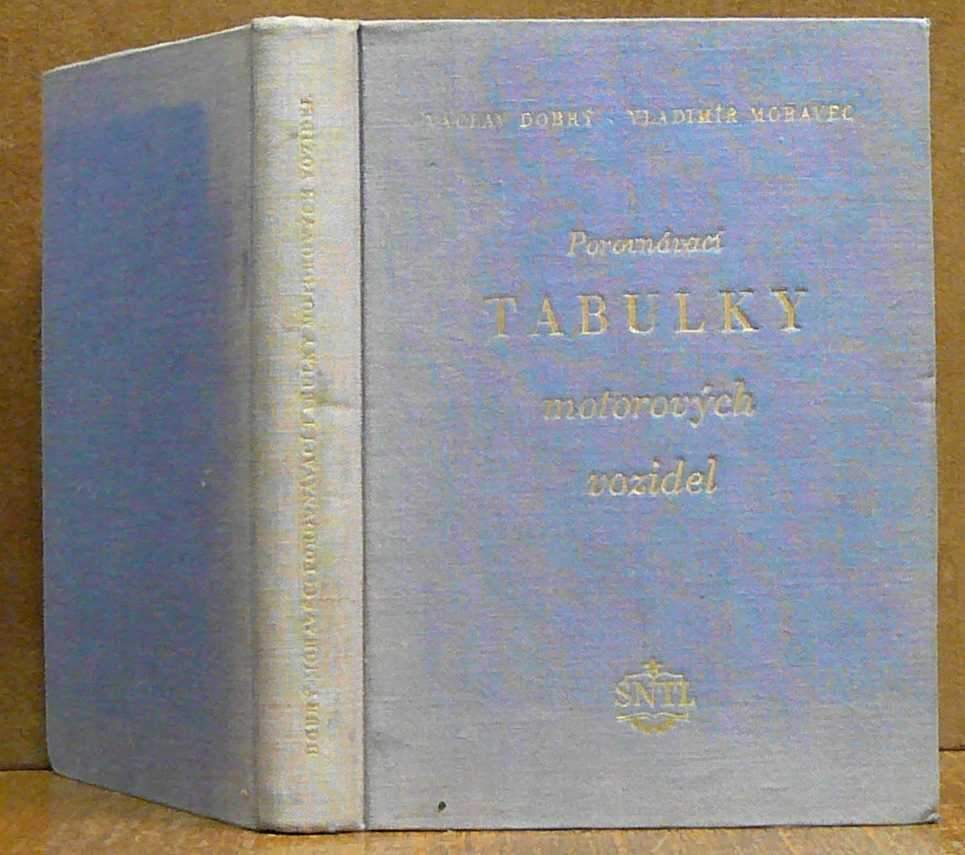 VÁCLAV DOBRÝ · VLADIMÍR MORAVEC
Porovnávací
TABULKY
motorových
vozidel
SNTL
DOBRÝ-MORAVEC: POROVNÁVACÍ TABULKY MOTOROVÝCH VOZIDEL